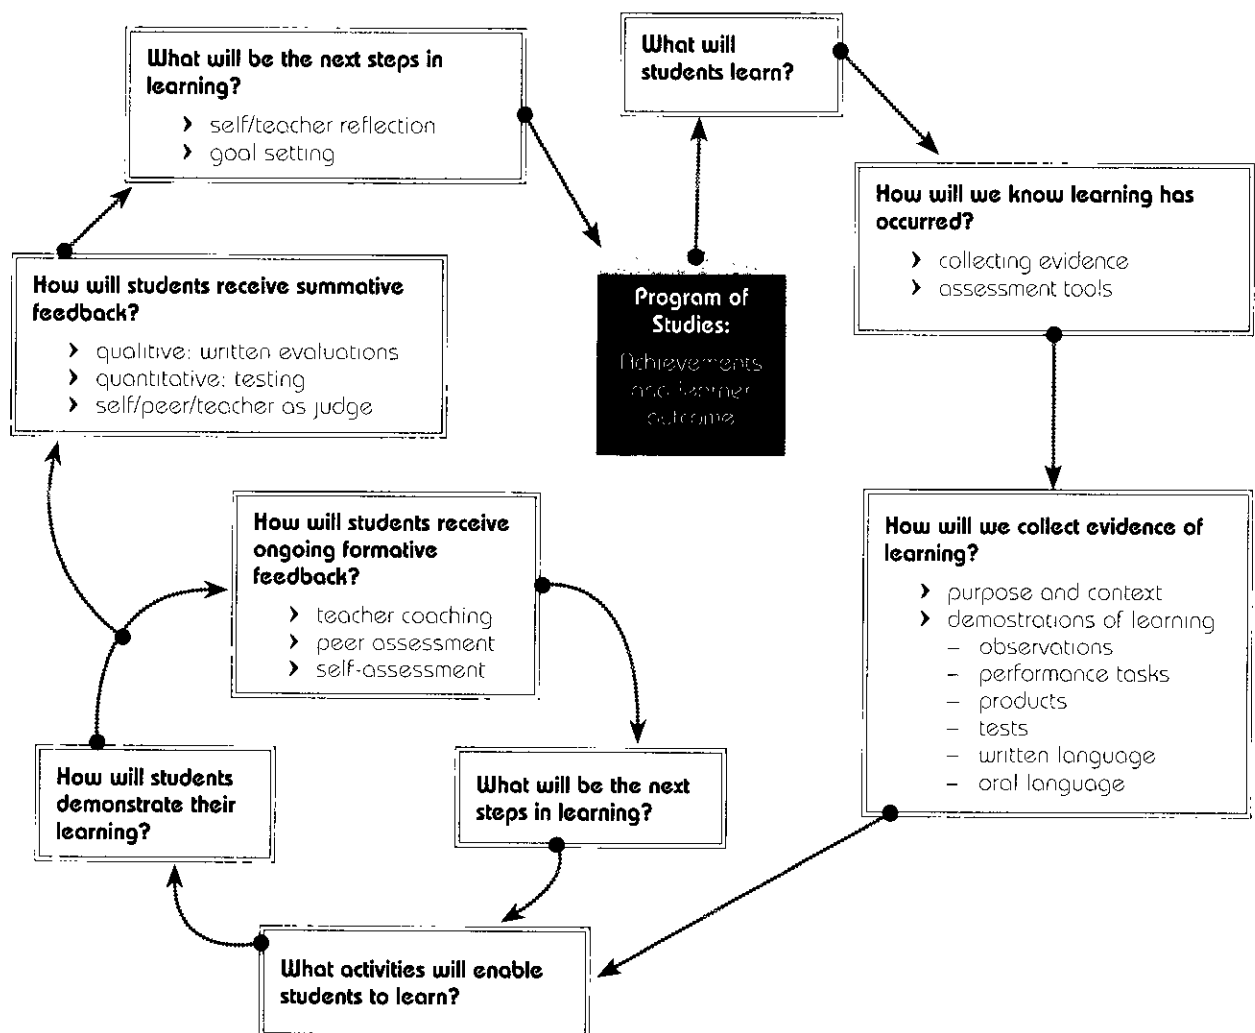 What will be the next steps in
learning?
› self/teacher reflection
› goal setting
What will
students learn?
How will we know learning has
occurred?
› collecting evidence
› assessment tools
How will students receive summative
feedback?
› qualitive: written evaluations
› quantitative: testing
› self/peer/teacher as judge
Program of
Studies:
Achievements
and learner
outcome
How will students receive
ongoing formative
feedback?
› teacher coaching
› peer assessment
› self-assessment
How will we collect evidence of
learning?
› purpose and context
› demostrations of learning
– observations
– performance tasks
– products
– tests
– written language
– oral language
How will students
demonstrate their
learning?
What will be the next
steps in learning?
What activities will enable
students to learn?